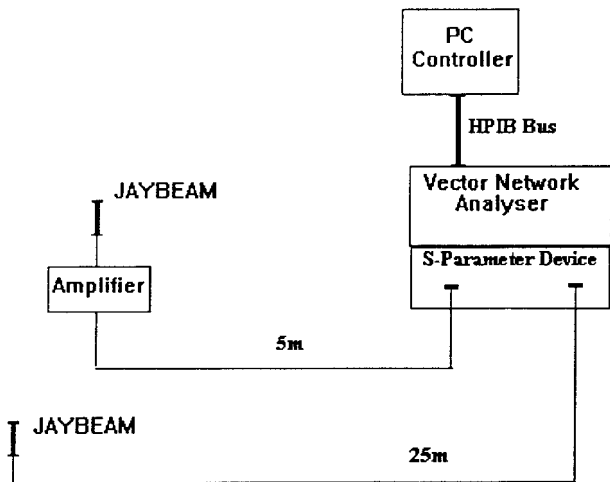 PC
Controller
HPIB Bus
Vector Network
Analyser
S-Parameter Device
JAYBEAM
Amplifier
5m
JAYBEAM
25m